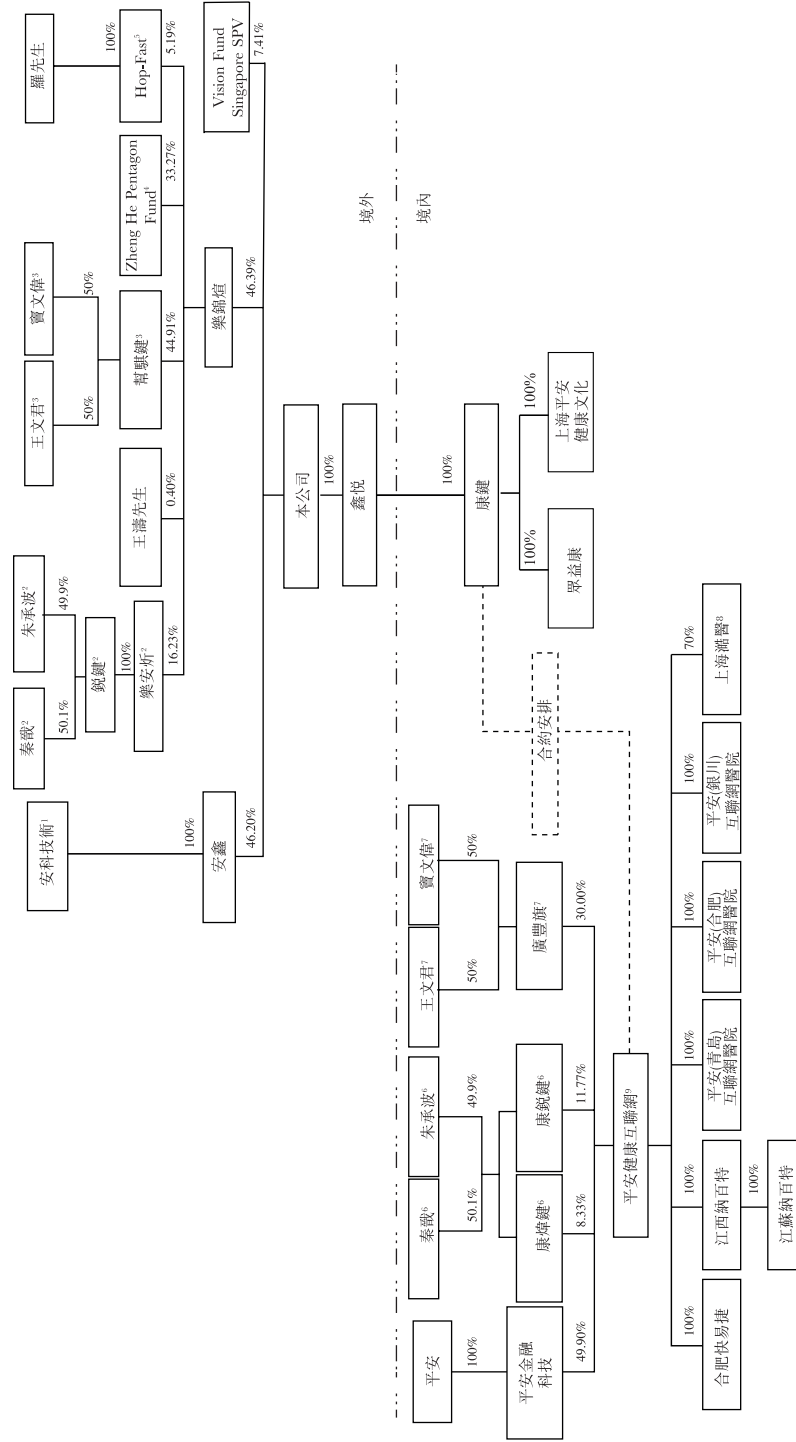 安科技術1
100%
安鑫
46.20%
秦戩2
朱承波2
50.1%
49.9%
銳鍵2
100%
樂安炘2
16.23%
王濤先生
0.40%
王文君3
竇文偉3
50%
50%
幫騏鍵3
44.91%
Zheng He Pentagon
Fund4
33.27%
羅先生
100%
Hop-Fast5
5.19%
樂錦煊
46.39%
Vision Fund
Singapore SPV
7.41%
本公司
100%
鑫悅
境外
境內
100%
康鍵
100%
100%
眾益康
上海平安
健康文化
合約安排
平安
100%
平安金融
科技
49.90%
秦戩6
朱承波6
50.1%
49.9%
康煒鍵6
康銳鍵6
8.33%
11.77%
王文君7
竇文偉7
50%
50%
廣豐旗7
30.00%
平安健康互聯網9
100%
合肥快易捷
100%
江西納百特
100%
江蘇納百特
100%
平安(青島)
互聯網醫院
100%
平安(合肥)
互聯網醫院
100%
平安(銀川)
互聯網醫院
70%
上海澔醫8